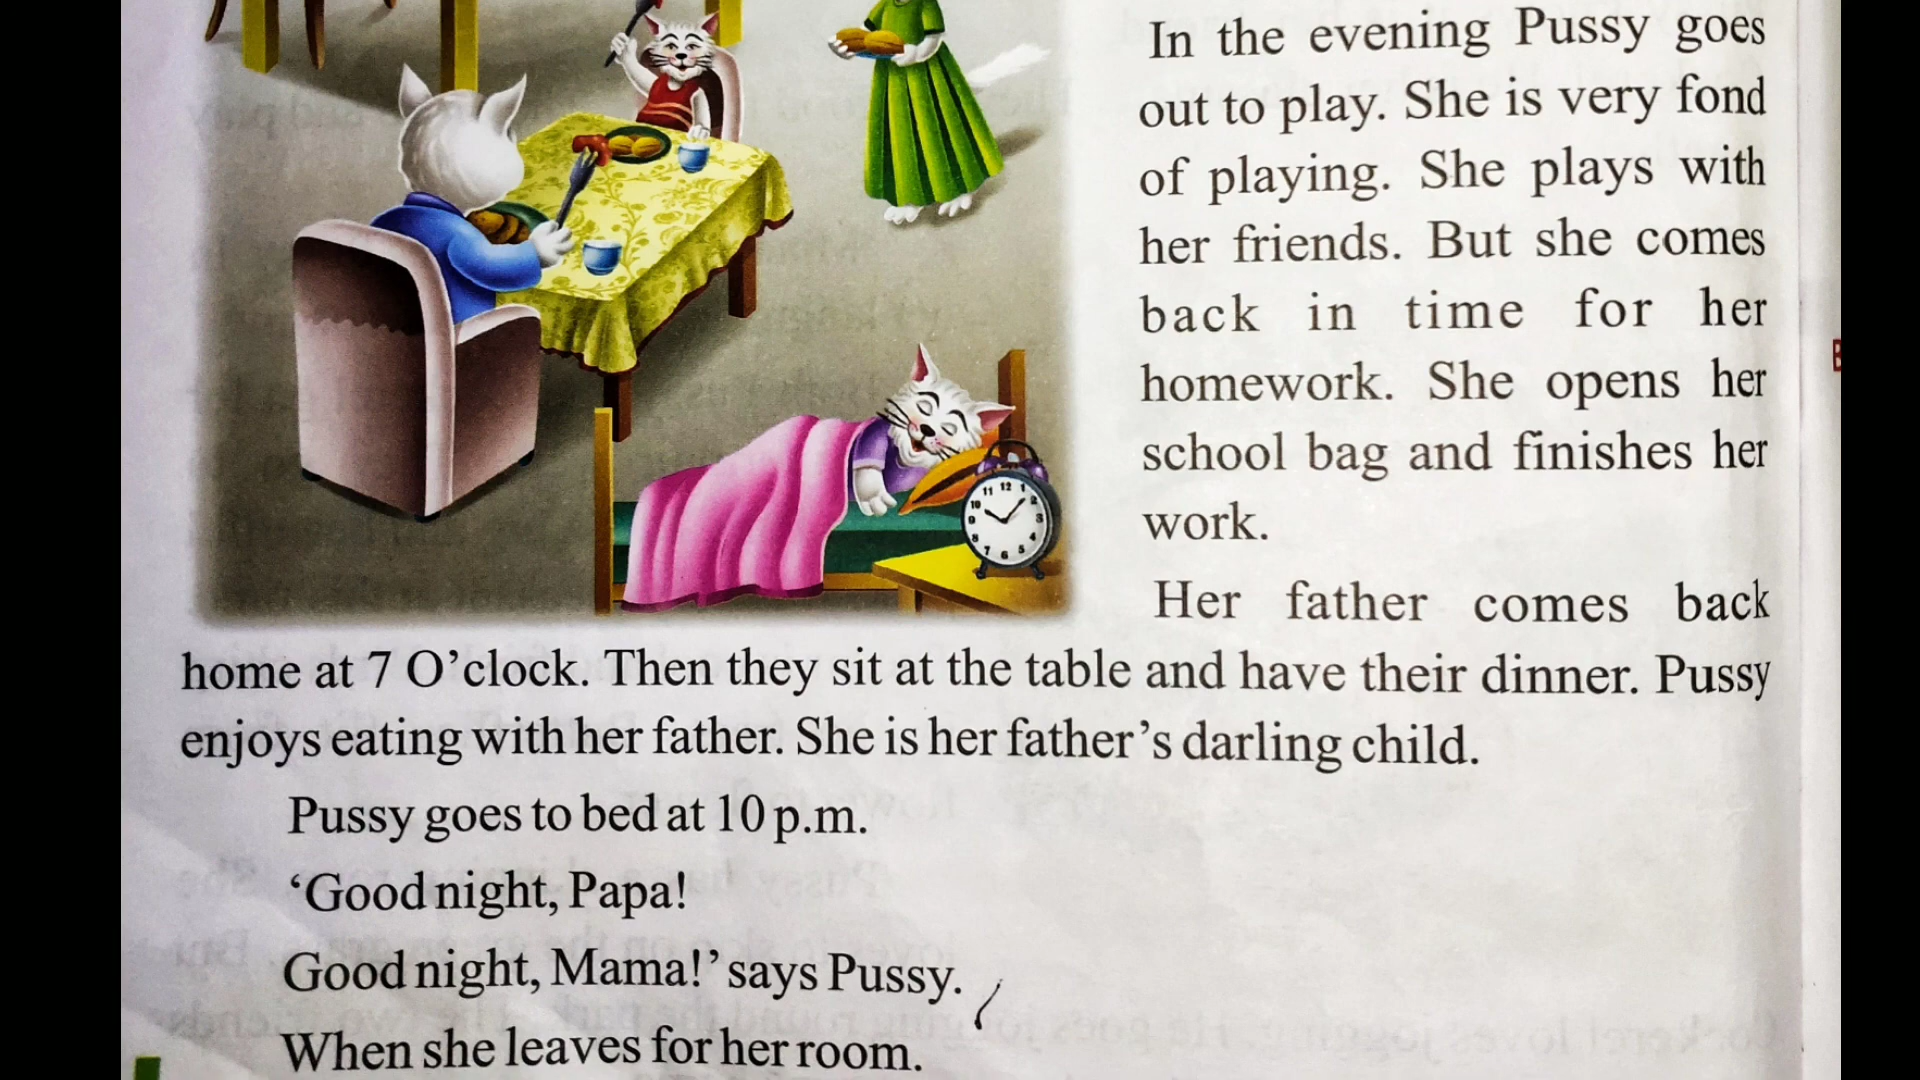 In the evening Pussy goes
out to play. She is very fond
of playing. She plays with
her friends. But she comes
back in time for her
homework. She opens her
school bag and finishes her
work.
Her father comes back
home at 7 O’clock. Then they sit at the table and have their dinner. Pussy
enjoys eating with her father. She is her father’s darling child.
Pussy goes to bed at 10 p.m.
‘Good night, Papa!
Good night, Mama!’ says Pussy.
When she leaves for her room.